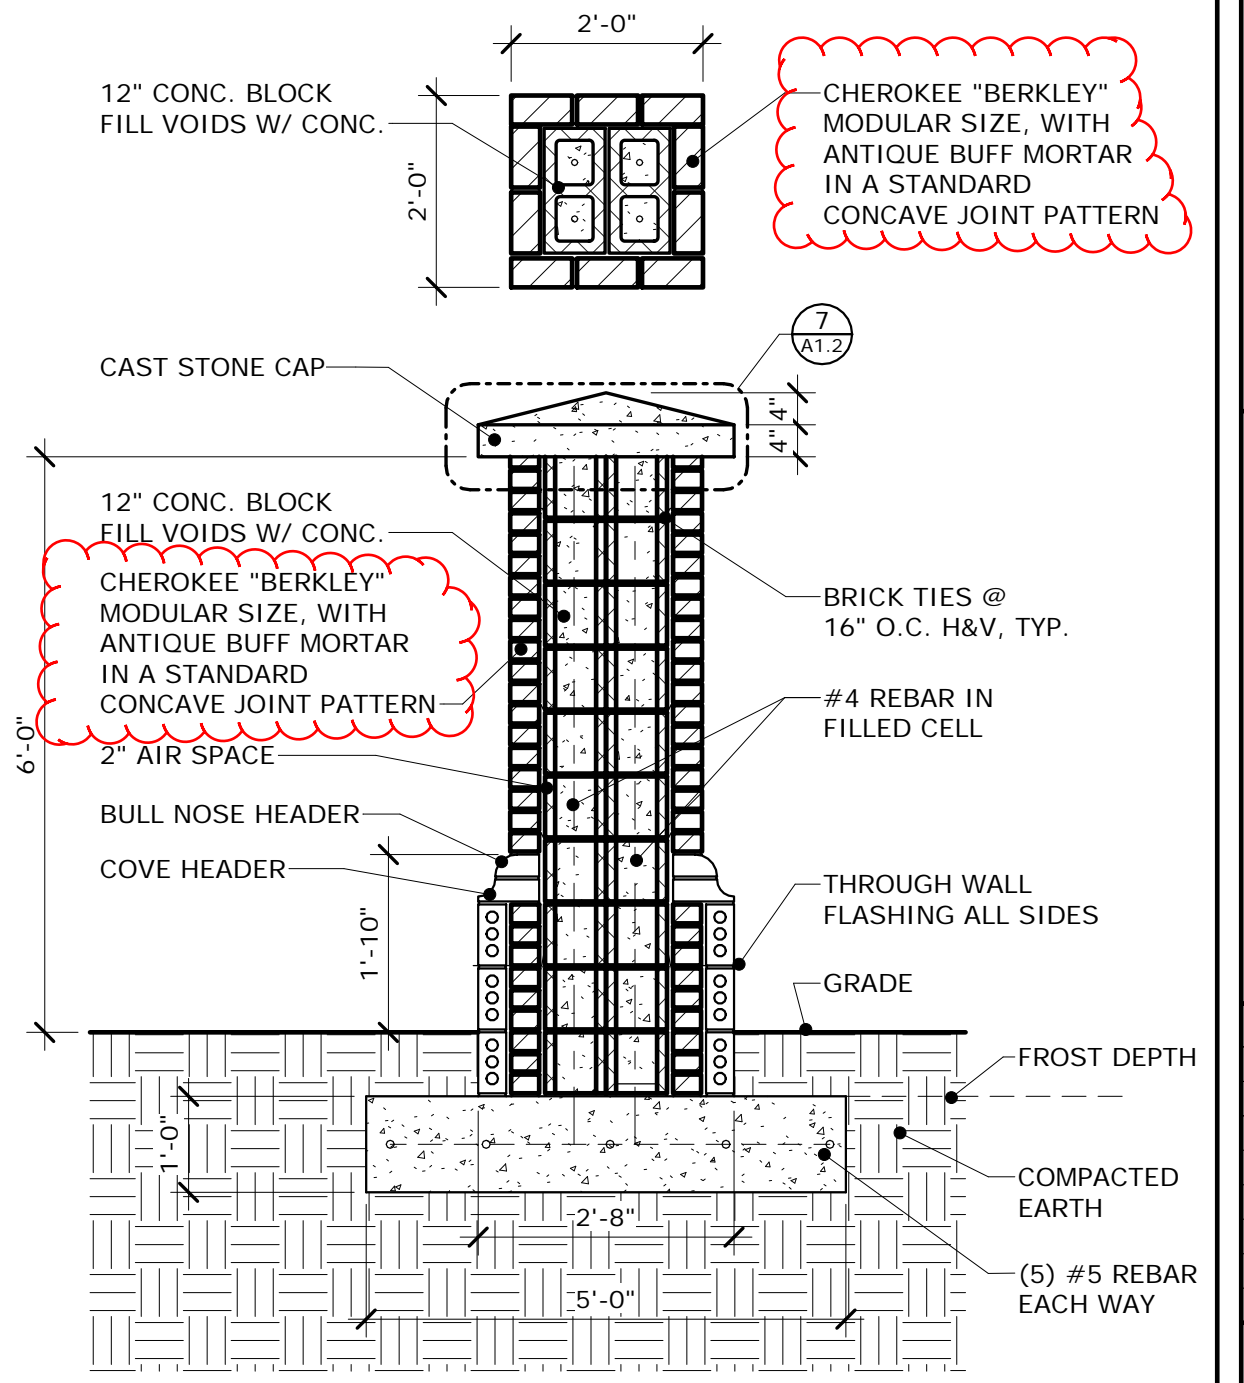 2'-0"
12" CONC. BLOCK
FILL VOIDS W/ CONC.
2'-0"
CHEROKEE "BERKLEY"
MODULAR SIZE, WITH
ANTIQUE BUFF MORTAR
IN A STANDARD
CONCAVE JOINT PATTERN
7
A1.2
CAST STONE CAP
4"
4"
12" CONC. BLOCK
FILL VOIDS W/ CONC.
CHEROKEE "BERKLEY"
MODULAR SIZE, WITH
ANTIQUE BUFF MORTAR
IN A STANDARD
CONCAVE JOINT PATTERN
BRICK TIES @
16" O.C. H&V, TYP.
#4 REBAR IN
FILLED CELL
6'-0"
2" AIR SPACE
BULL NOSE HEADER
COVE HEADER
THROUGH WALL
FLASHING ALL SIDES
1'-10"
GRADE
FROST DEPTH
1'-0"
COMPACTED
EARTH
2'-8"
(5) #5 REBAR
EACH WAY
5'-0"